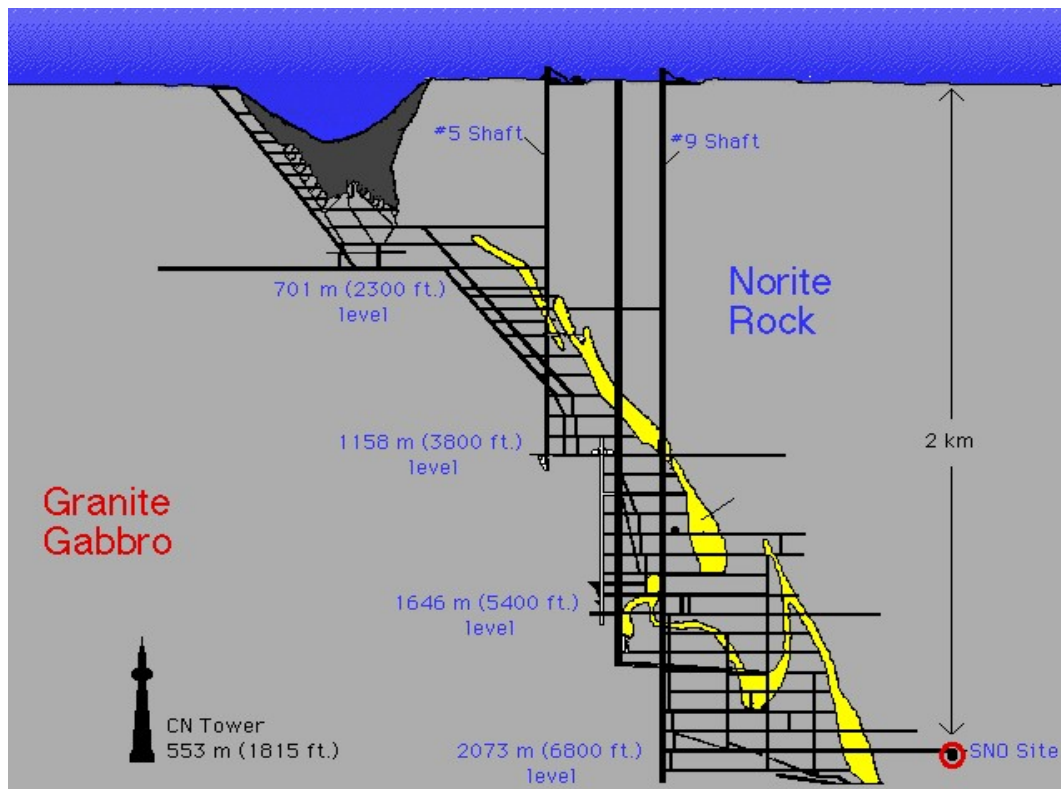 #5 Shaft
#9 Shaft
701 m (2300 ft.)
level
Norite
Rock
1158 m (3800 ft.)
level
2 km
Granite
Gabbro
1646 m (5400 ft.)
level
CN Tower
553 m (1815 ft.)
2073 m (6800 ft.)
level
SNO Site